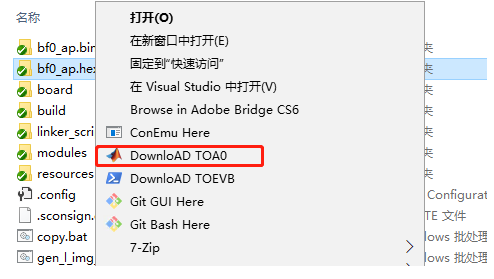 名称
bf0_ap.bin
bf0_ap.hex
board
build
linker_scri
modules
resources
.config
.sconsign.
copy.bat
gen_l_img_
打开(O)
在新窗口中打开(E)
固定到“快速访问”
在 Visual Studio 中打开(V)
Browse in Adobe Bridge CS6
ConEmu Here
DownloAD TOA0
DownloAD TOEVB
Git GUI Here
Git Bash Here
7-Zip
夹
夹
夹
夹
夹
夹
夹
Configurat
TE 文件
dows 批处理
dows 批处理